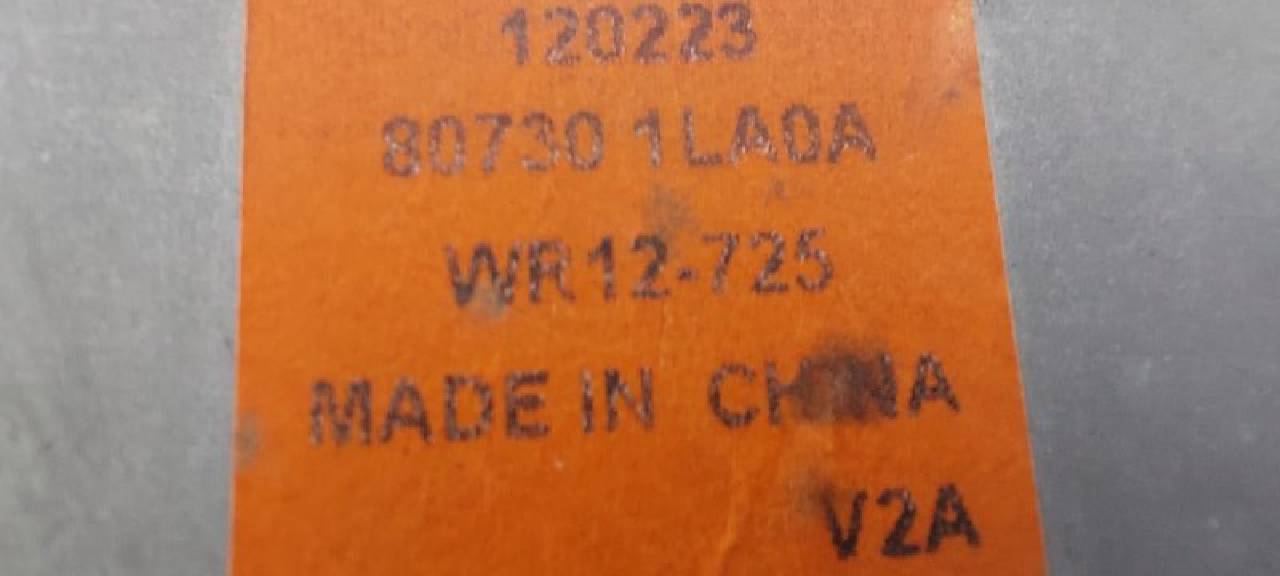 120223
80730 1LA0A
WR12-725
MADE IN CHINA
V2A